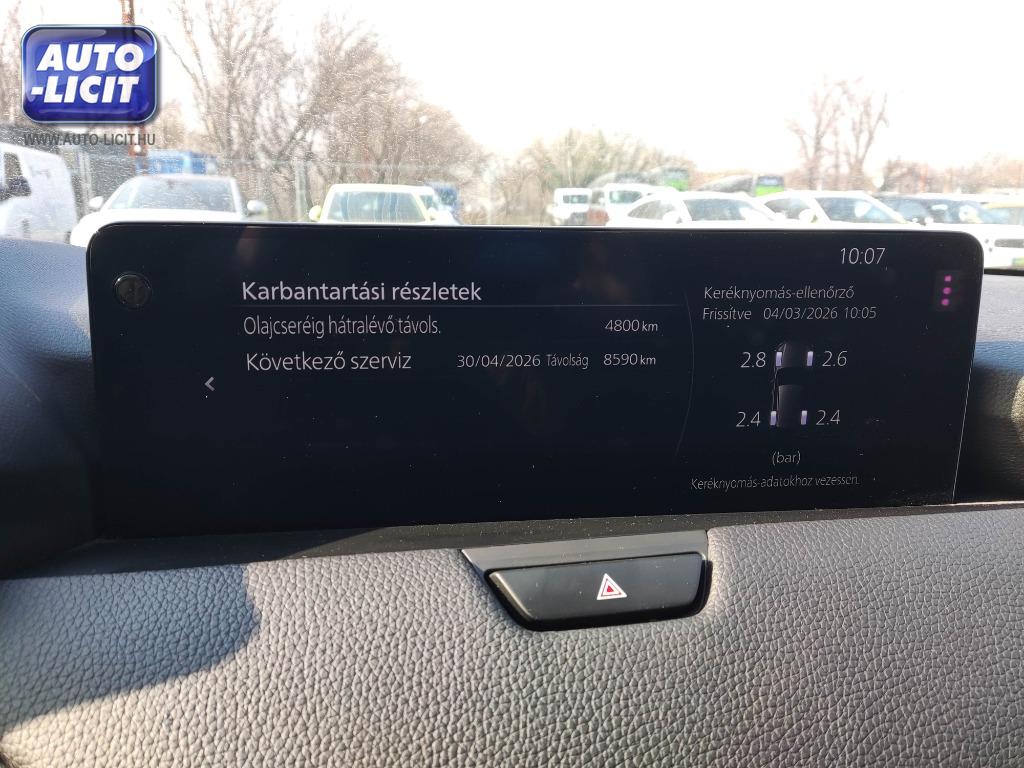 AUTO
-LICIT
WWW.AUTO-LICIT.HU
10:07
Karbantartási részletek
Olajcseréig hátralévő távols. 4800 km
Következő szerviz 30/04/2026 Távolság 8590 km
Keréknyomás-ellenőrző
Frissítve 04/03/2026 10:05
2.8 2.6
2.4 2.4
(bar)
Keréknyomás-adatokhoz vezessen.